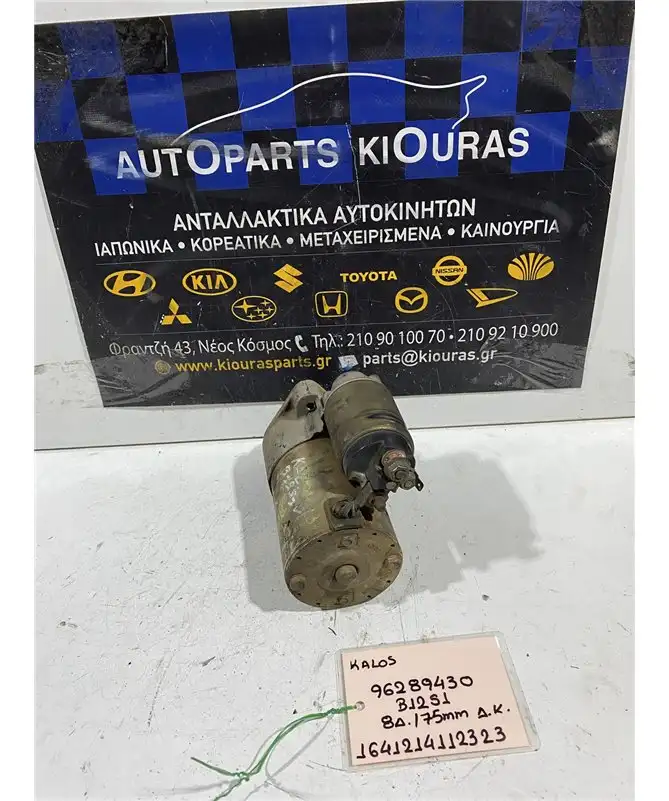 AUTOPARTS KIOURAS
ΑΝΤΑΛΛΑΚΤΙΚΑ ΑΥΤΟΚΙΝΗΤΩΝ
ΙΑΠΩΝΙΚΑ • ΚΟΡΕΑΤΙΚΑ • ΜΕΤΑΧΕΙΡΙΣΜΕΝΑ • ΚΑΙΝΟΥΡΓΙΑ
KIA TOYOTA NISSAN
Φραντζή 43, Νέος Κόσμος Τηλ.: 210 90 100 70 • 210 92 10 900
www.kiourasparts.gr parts@kiouras.gr
KALOS
96289430
B12S1
8Δ./75mm Δ.Κ.
1641214112323